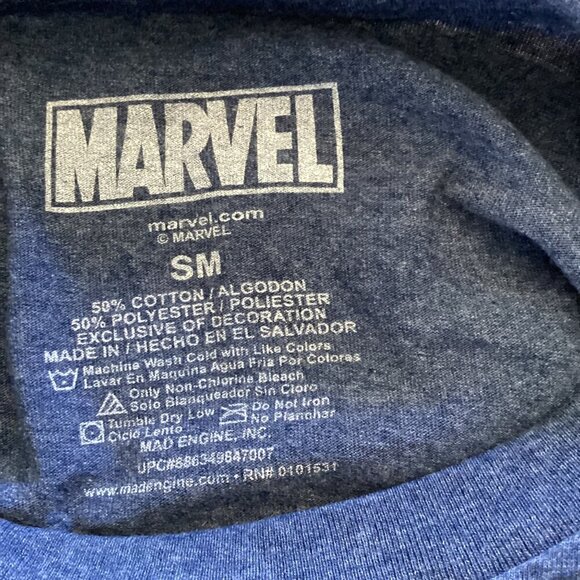 MARVEL
marvel.com
© MARVEL
SM
50% COTTON / ALGODON
50% POLYESTER / POLIESTER
EXCLUSIVE OF DECORATION
MADE IN / HECHO EN EL SALVADOR
Machine Wash Cold with Like Colors
Lavar En Maquina Agua Fria Por Colores
Only Non-Chlorine Bleach
Solo Blanqueador Sin Cloro
Tumble Dry Low Do Not Iron
Ciclo Lento No Planchar
MAD ENGINE, INC.
UPC#686349847007
www.madengine.com • RN# 0101531